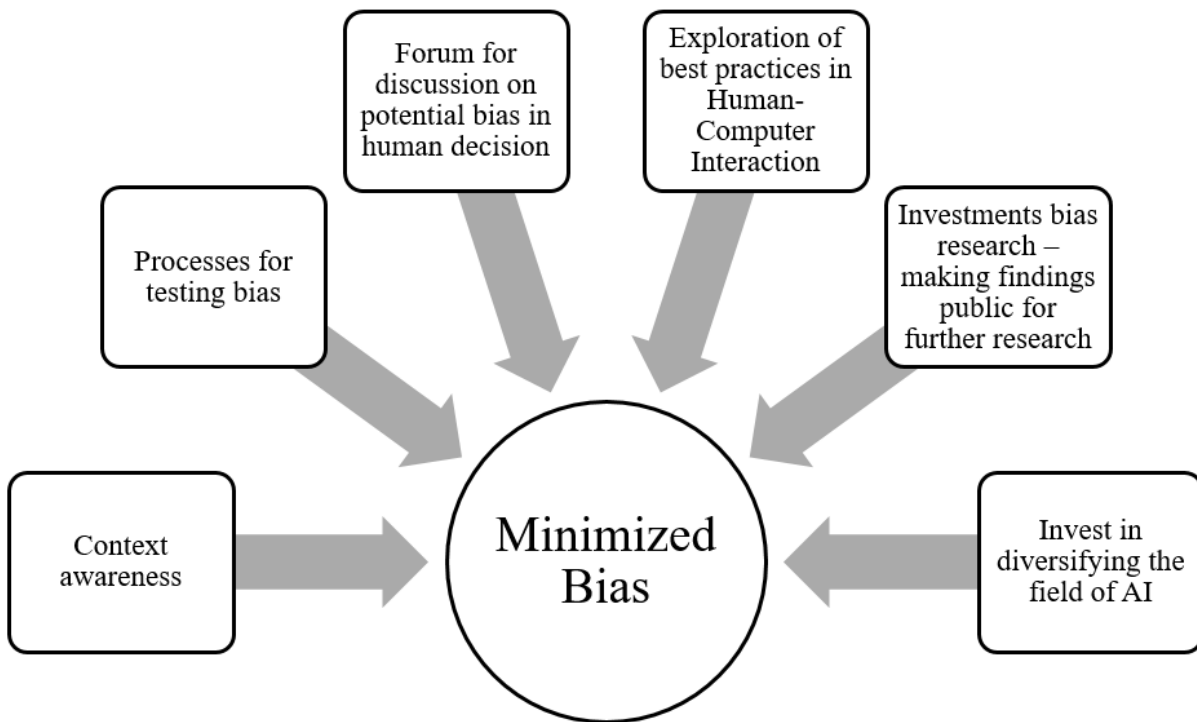 Context
awareness
Processes for
testing bias
Forum for
discussion on
potential bias in
human decision
Exploration of
best practices in
Human-
Computer
Interaction
Investments bias
research –
making findings
public for
further research
Invest in
diversifying the
field of AI
Minimized
Bias